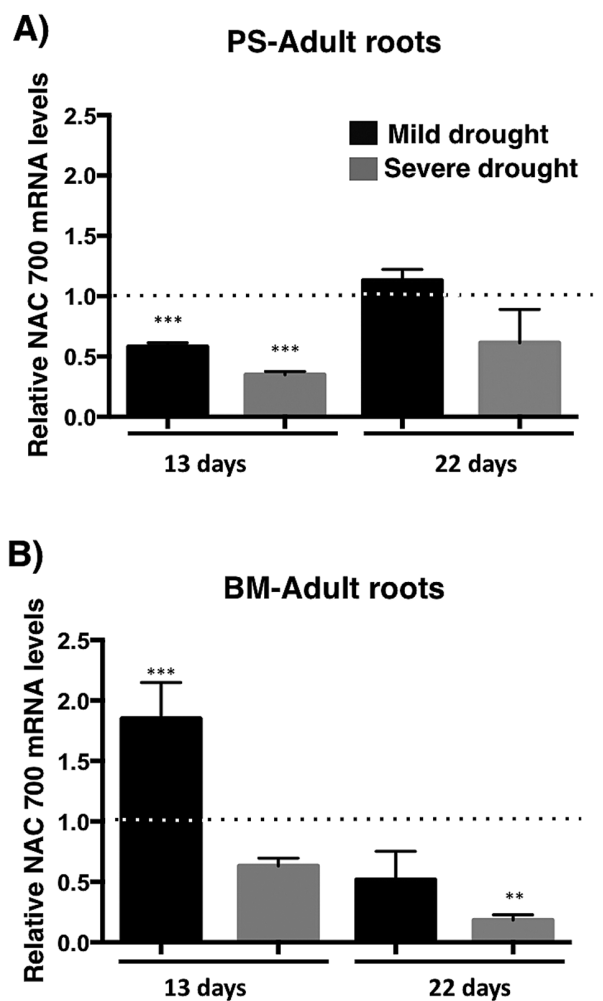 A)
PS-Adult roots
Relative NAC 700 mRNA levels
2.5
2.0
1.5
1.0
0.5
0.0
Mild drought
Severe drought
***
***
13 days
22 days
B)
BM-Adult roots
Relative NAC 700 mRNA levels
2.5
2.0
1.5
1.0
0.5
0.0
***
**
13 days
22 days